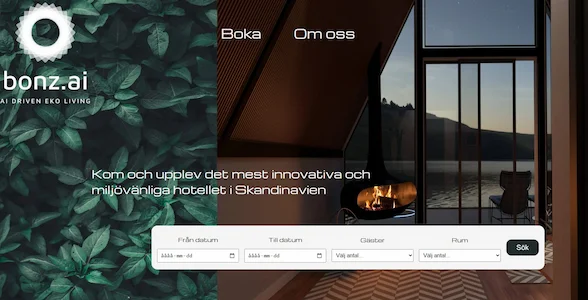 Boka Om oss
bonz.ai
AI DRIVEN EKO LIVING
Kom och upplev det mest innovativa och
miljövänliga hotellet i Skandinavien
Från datum Till datum Gäster Rum
åååå-mm-dd åååå-mm-dd Välj antal... Välj antal... Sök